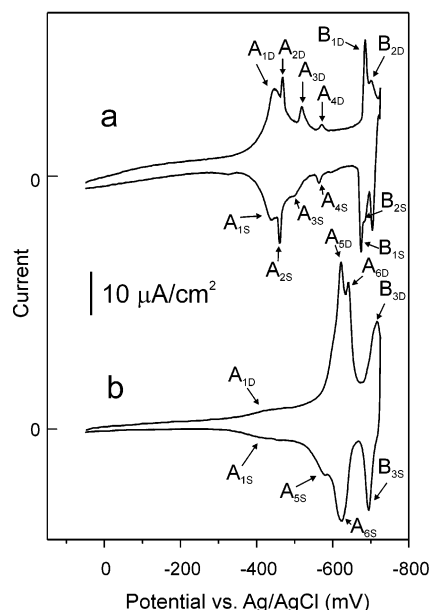 B1D
A2D
A1D
B2D
A3D
A4D
a
0
A1S
A2S
A3S
A4S
B2S
B1S
A5D
A6D
B3D
Current
10 μA/cm²
b
A1D
0
A1S
A5S
A6S
B3S
0 -200 -400 -600 -800
Potential vs. Ag/AgCl (mV)